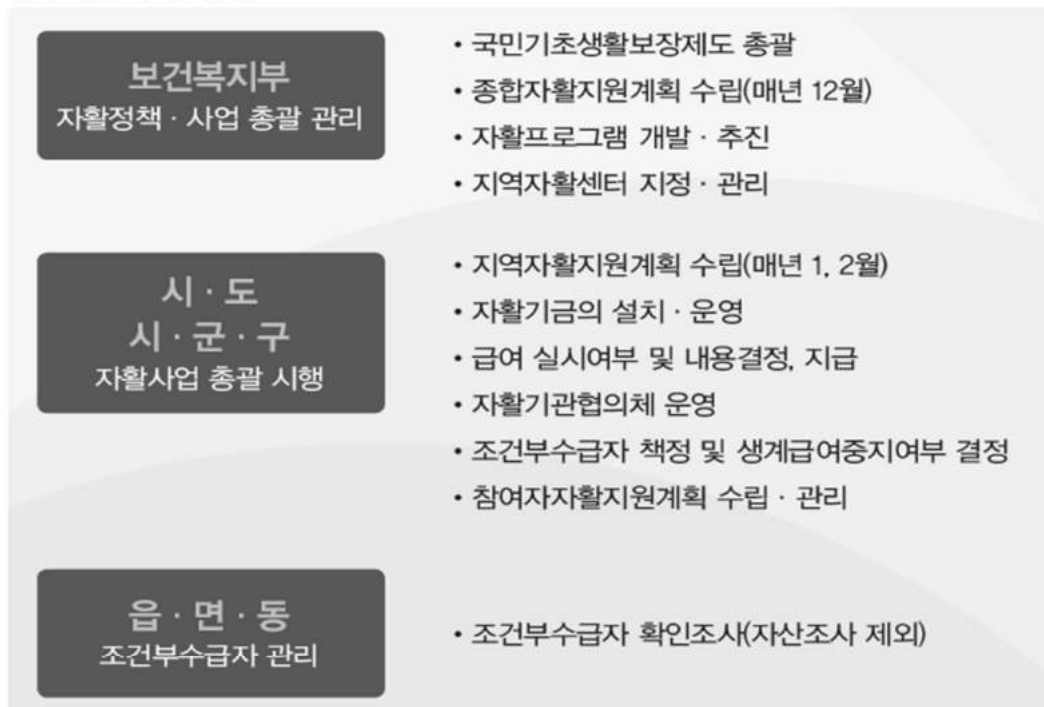 보건복지부
자활정책 · 사업 총괄 관리
• 국민기초생활보장제도 총괄
• 종합자활지원계획 수립(매년 12월)
• 자활프로그램 개발 · 추진
• 지역자활센터 지정 · 관리
시 · 도
시 · 군 · 구
자활사업 총괄 시행
• 지역자활지원계획 수립(매년 1, 2월)
• 자활기금의 설치 · 운영
• 급여 실시여부 및 내용결정, 지급
• 자활기관협의체 운영
• 조건부수급자 책정 및 생계급여중지여부 결정
• 참여자자활지원계획 수립 · 관리
읍 · 면 · 동
조건부수급자 관리
• 조건부수급자 확인조사(자산조사 제외)